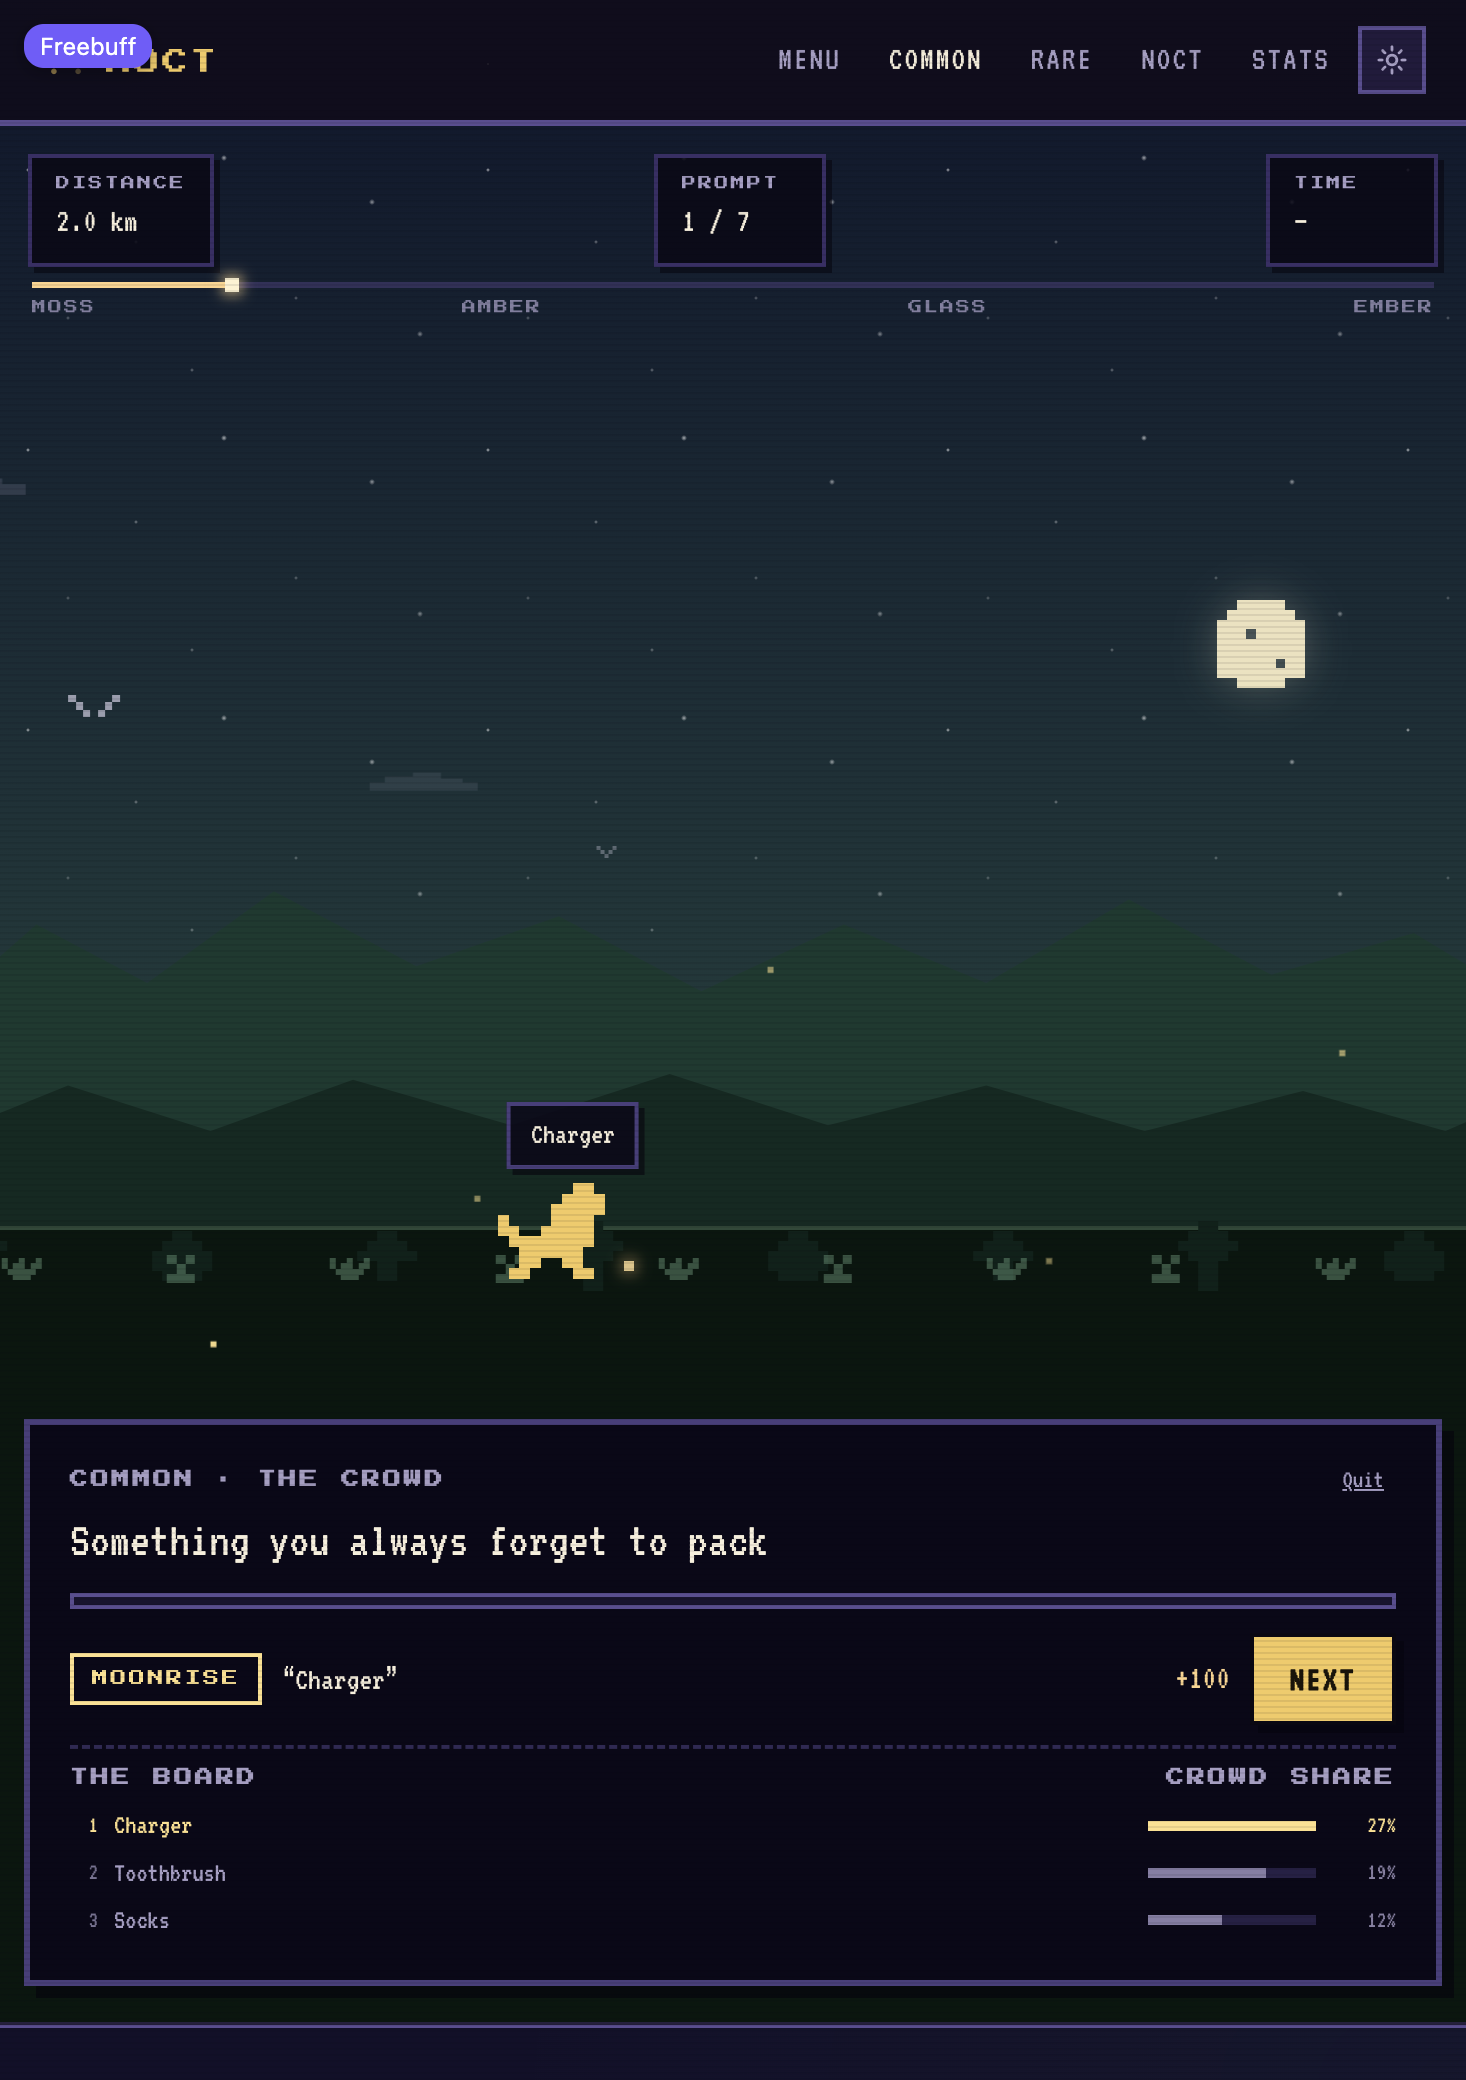 Freebuff
MENU COMMON RARE NOCT STATS
DISTANCE
2.0 km
PROMPT
1 / 7
TIME
—
MOSS AMBER GLASS EMBER
Charger
COMMON · THE CROWD
Quit
Something you always forget to pack
MOONRISE “Charger” +100 NEXT
THE BOARD CROWD SHARE
1 Charger 27%
2 Toothbrush 19%
3 Socks 12%